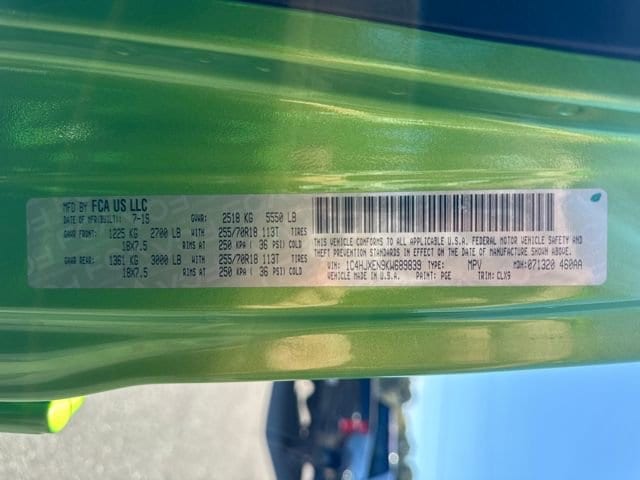 MFD BY FCA US LLC
DATE OF MFR(BUILT): 7-19 GVWR: 2518 KG 5550 LB
GAWR FRONT: 1225 KG 2700 LB WITH 255/70R18 113T TIRES
18X7.5 RIMS AT 250 KPA ( 36 PSI) COLD
GAWR REAR: 1361 KG 3000 LB WITH 255/70R18 113T TIRES
18X7.5 RIMS AT 250 KPA ( 36 PSI) COLD
THIS VEHICLE CONFORMS TO ALL APPLICABLE U.S.A. FEDERAL MOTOR VEHICLE SAFETY AND
THEFT PREVENTION STANDARDS IN EFFECT ON THE DATE OF MANUFACTURE SHOWN ABOVE.
VIN: 1C4HJXEN9KW689839 TYPE: MPV MDH: 071320 460AA
VEHICLE MADE IN U.S.A. PAINT: PGE TRIM: CLX9